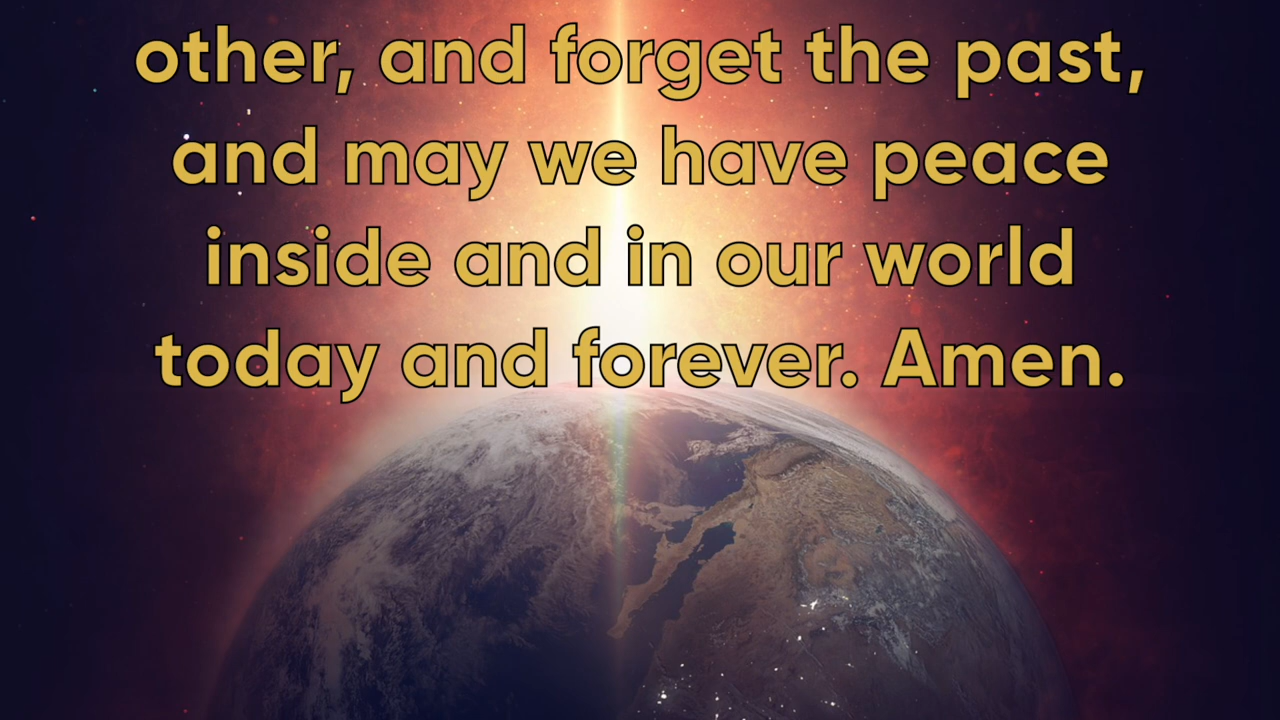 other, and forget the past,
and may we have peace
inside and in our world
today and forever. Amen.